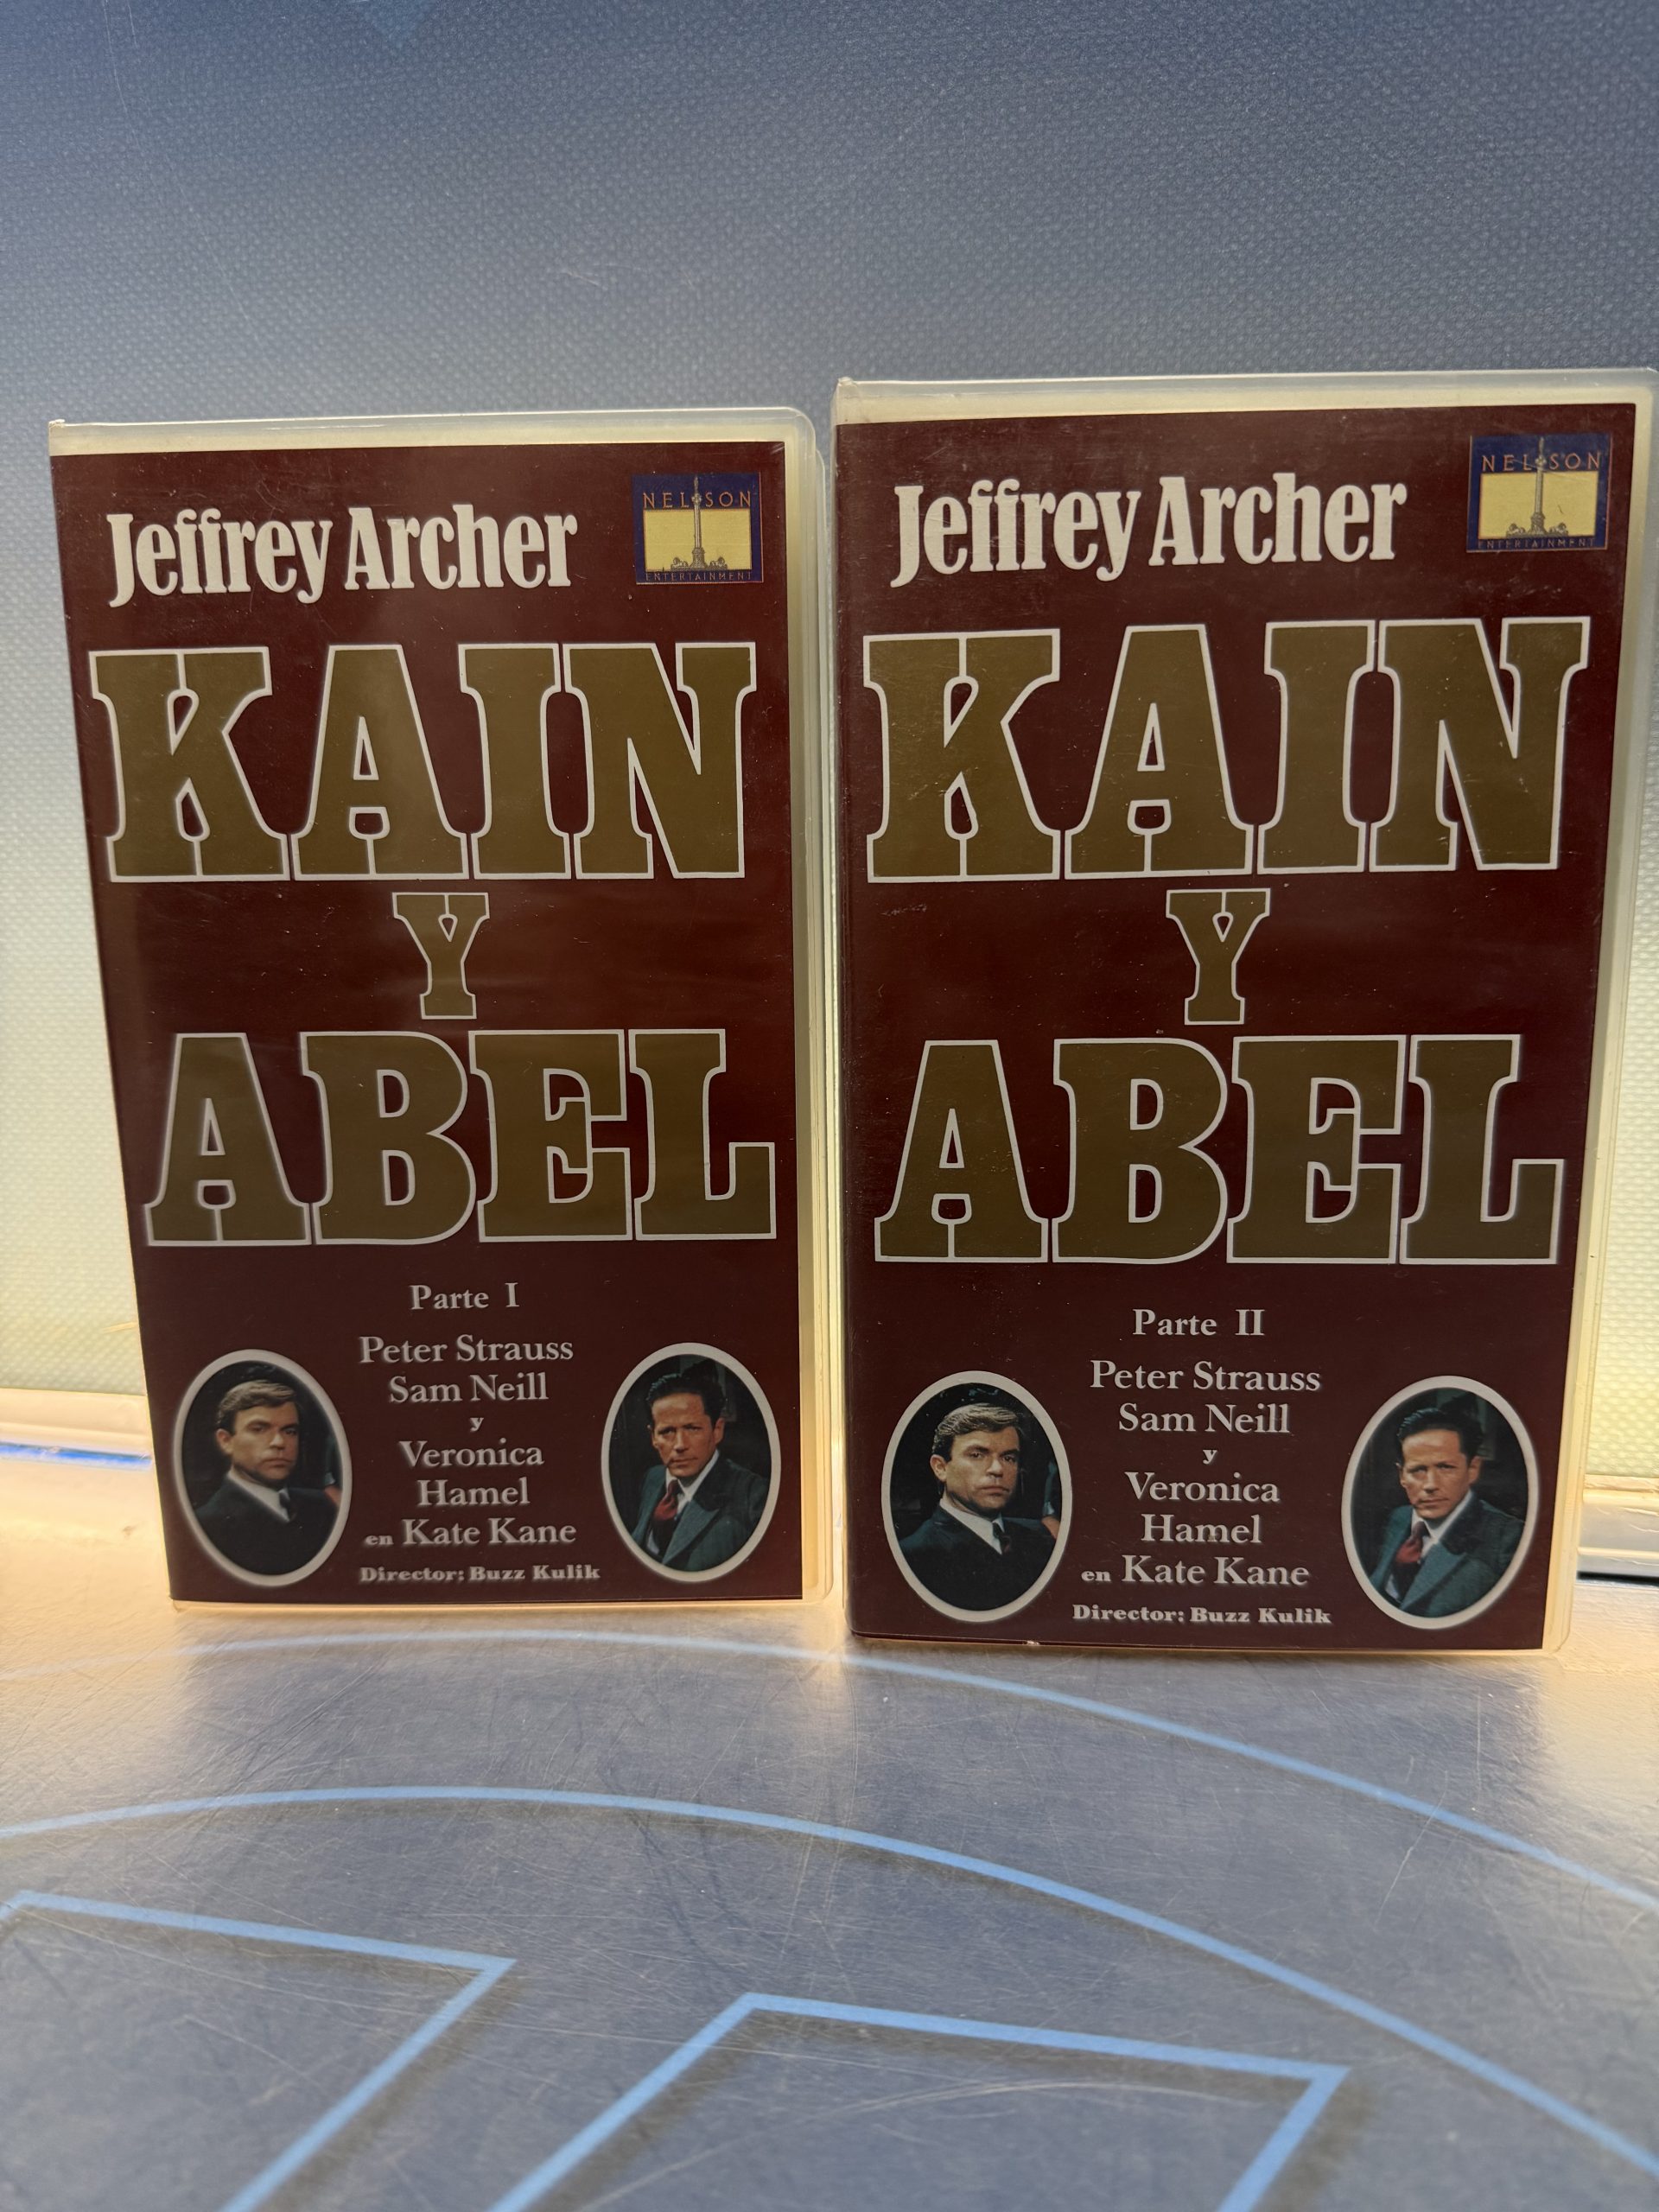 Jeffrey Archer
NELSON
ENTERTAINMENT
KAIN
Y
ABEL
Parte I
Peter Strauss
Sam Neill
y
Veronica
Hamel
en Kate Kane
Director: Buzz Kulik
Jeffrey Archer
NELSON
ENTERTAINMENT
KAIN
Y
ABEL
Parte II
Peter Strauss
Sam Neill
y
Veronica
Hamel
en Kate Kane
Director: Buzz Kulik